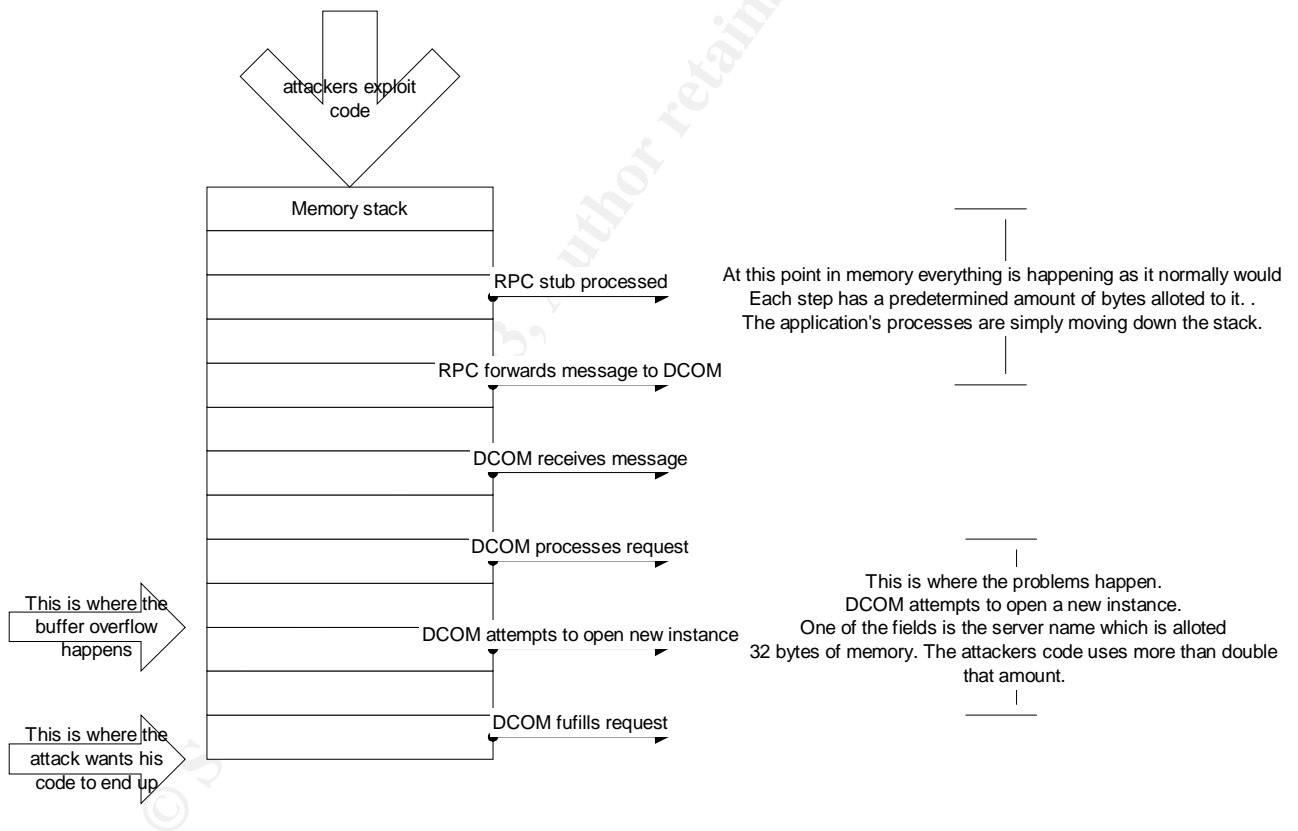 attackers exploit
code
Memory stack
RPC stub processed
At this point in memory everything is happening as it normally would
Each step has a predetermined amount of bytes alloted to it. .
The application's processes are simply moving down the stack.
RPC forwards message to DCOM
DCOM receives message
DCOM processes request
This is where the
buffer overflow
happens
DCOM attempts to open new instance
This is where the problems happen.
DCOM attempts to open a new instance.
One of the fields is the server name which is alloted
32 bytes of memory. The attackers code uses more than double
that amount.
This is where the
attack wants his
code to end up
DCOM fufills request
© S 3, Author retain